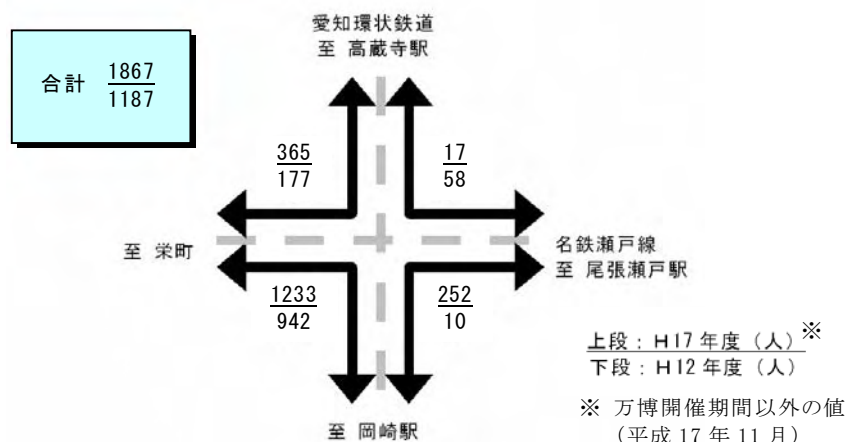 愛知環状鉄道
至 高蔵寺駅
合計 1867
1187
365
177
17
58
至 栄町
名鉄瀬戸線
至 尾張瀬戸駅
1233
942
252
10
上段：H17年度（人）※
下段：H12年度（人）
※ 万博開催期間以外の値
（平成17年11月）
至 岡崎駅